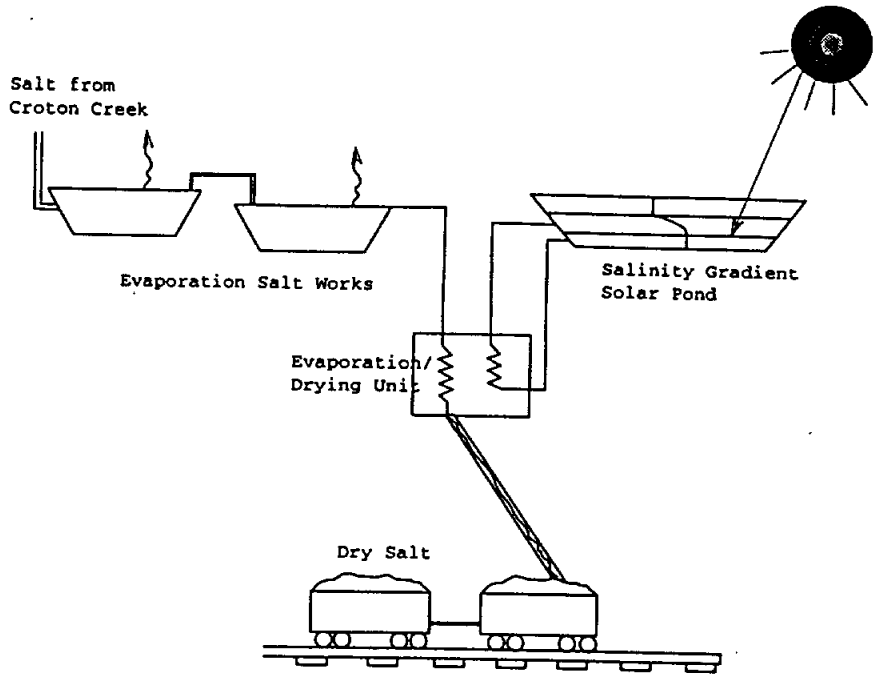 Salt from
Croton Creek
Evaporation Salt Works
Salinity Gradient
Solar Pond
Evaporation/
Drying Unit
Dry Salt